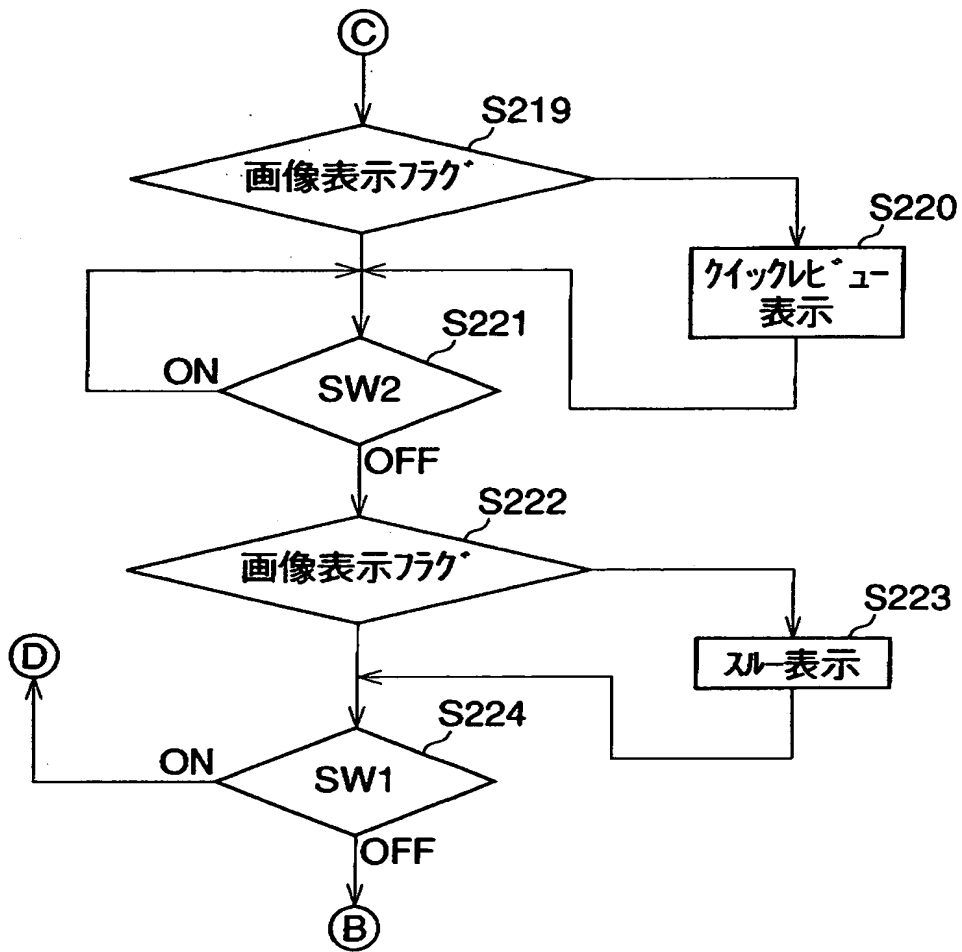 C
S219
画像表示ﾌﾗｸﾞ
S220
ｸイックレﾋﾞュー
表示
S221
ON
SW2
OFF
S222
画像表示ﾌﾗｸﾞ
S223
ｽﾙｰ表示
D
S224
ON
SW1
OFF
B